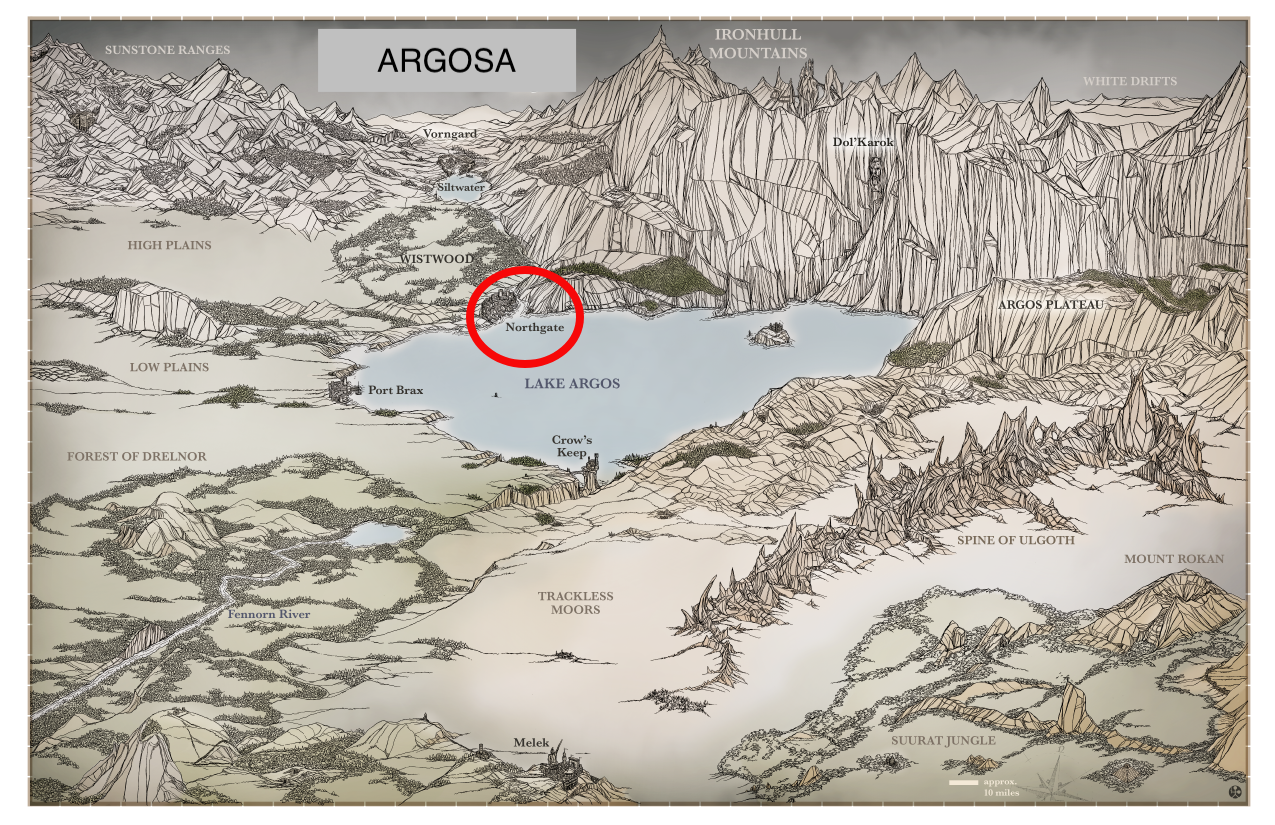 SUNSTONE RANGES
ARGOSA
IRONHULL
MOUNTAINS
WHITE DRIFTS
Vorngard
Dol'Karok
Siltwater
HIGH PLAINS
WISTWOOD
ARGOS PLATEAU
Northgate
LOW PLAINS
LAKE ARGOS
Port Brax
Crow's
Keep
FOREST OF DRELNOR
SPINE OF ULGOTH
MOUNT ROKAN
TRACKLESS
MOORS
Fennorn River
SUURAT JUNGLE
Melek
approx.
10 miles